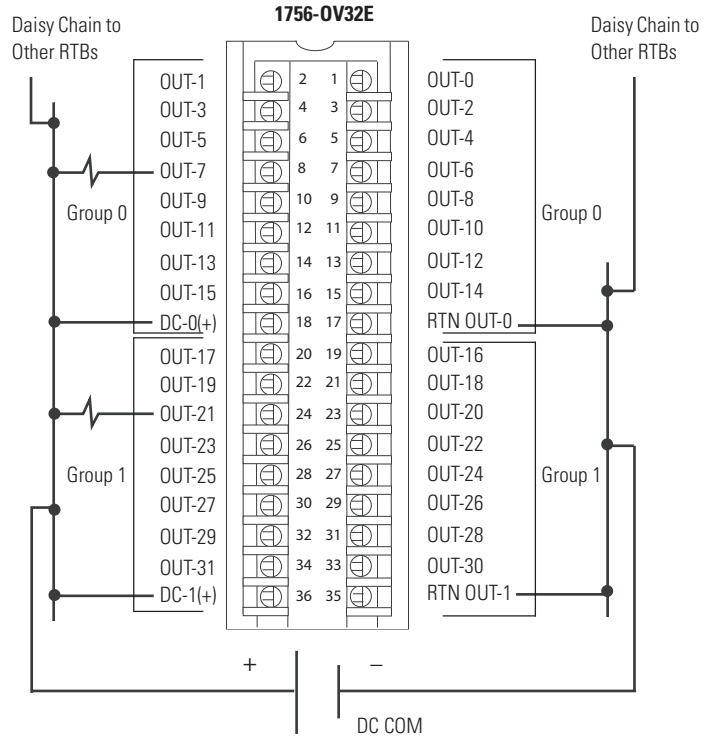 1756-OV32E
Daisy Chain to
Other RTBs
Daisy Chain to
Other RTBs
OUT-1 2 1 OUT-0
OUT-3 4 3 OUT-2
OUT-5 6 5 OUT-4
OUT-7 8 7 OUT-6
OUT-9 10 9 OUT-8
Group 0
Group 0
OUT-11 12 11 OUT-10
OUT-13 14 13 OUT-12
OUT-15 16 15 OUT-14
DC-0(+) 18 17 RTN OUT-0
OUT-17 20 19 OUT-16
OUT-19 22 21 OUT-18
OUT-21 24 23 OUT-20
OUT-23 26 25 OUT-22
Group 1 OUT-25 28 27 OUT-24 Group 1
OUT-27 30 29 OUT-26
OUT-29 32 31 OUT-28
OUT-31 34 33 OUT-30
DC-1(+) 36 35 RTN OUT-1
+ –
DC COM